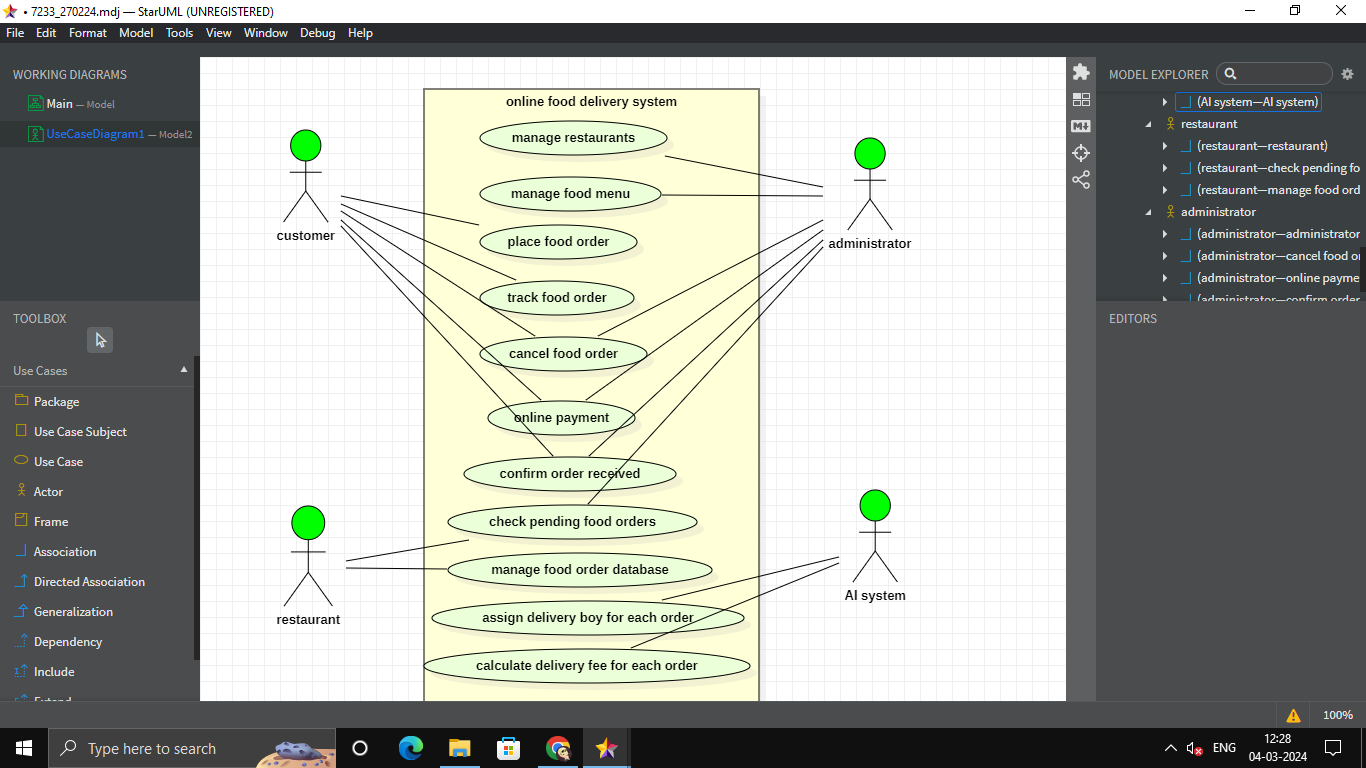 • 7233_270224.mdj — StarUML (UNREGISTERED)
File Edit Format Model Tools View Window Debug Help
WORKING DIAGRAMS
Main — Model
UseCaseDiagram1 — Model2
TOOLBOX
Use Cases
Package
Use Case Subject
Use Case
Actor
Frame
Association
Directed Association
Generalization
Dependency
Include
Extend
online food delivery system
manage restaurants
manage food menu
place food order
track food order
cancel food order
online payment
confirm order received
check pending food orders
manage food order database
assign delivery boy for each order
calculate delivery fee for each order
customer
restaurant
administrator
AI system
MODEL EXPLORER
(AI system—AI system)
restaurant
(restaurant—restaurant)
(restaurant—check pending fo
(restaurant—manage food ord
administrator
(administrator—administrator
(administrator—cancel food or
(administrator—online payme
(administrator—confirm order
EDITORS
100%
Type here to search
ENG
12:28
04-03-2024